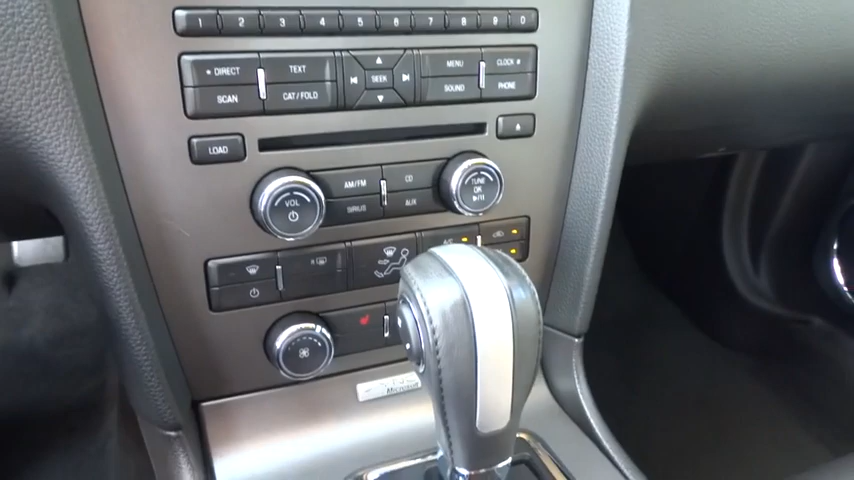 1 2 3 4 5 6 7 8 9 0
DIRECT TEXT SEEK MENU CLOCK
SCAN CAT/FOLD SOUND PHONE
LOAD
VOL AM/FM CD TUNE
SIRIUS AUX OK
R
A/C
Microsoft